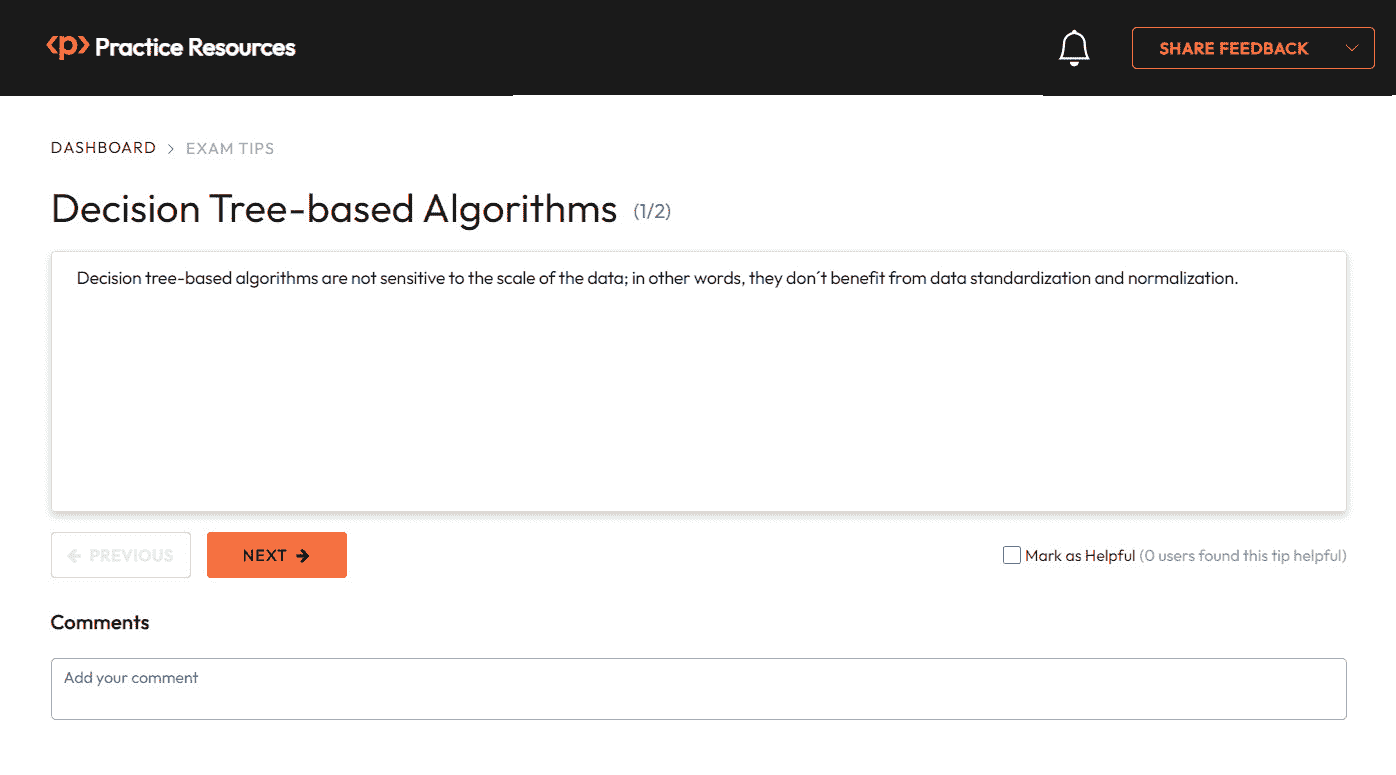 <p> Practice Resources
SHARE FEEDBACK
DASHBOARD > EXAM TIPS
Decision Tree-based Algorithms (1/2)
Decision tree-based algorithms are not sensitive to the scale of the data; in other words, they don´t benefit from data standardization and normalization.
← PREVIOUS
NEXT →
Mark as Helpful (0 users found this tip helpful)
Comments
Add your comment